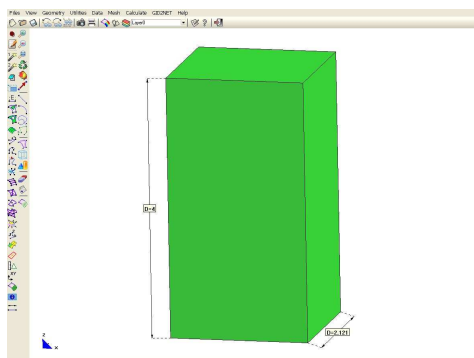 Files View Geometry Utilities Data Mesh Calculate GID2NET Help
Layer0
D=4
D=2.121
z
x